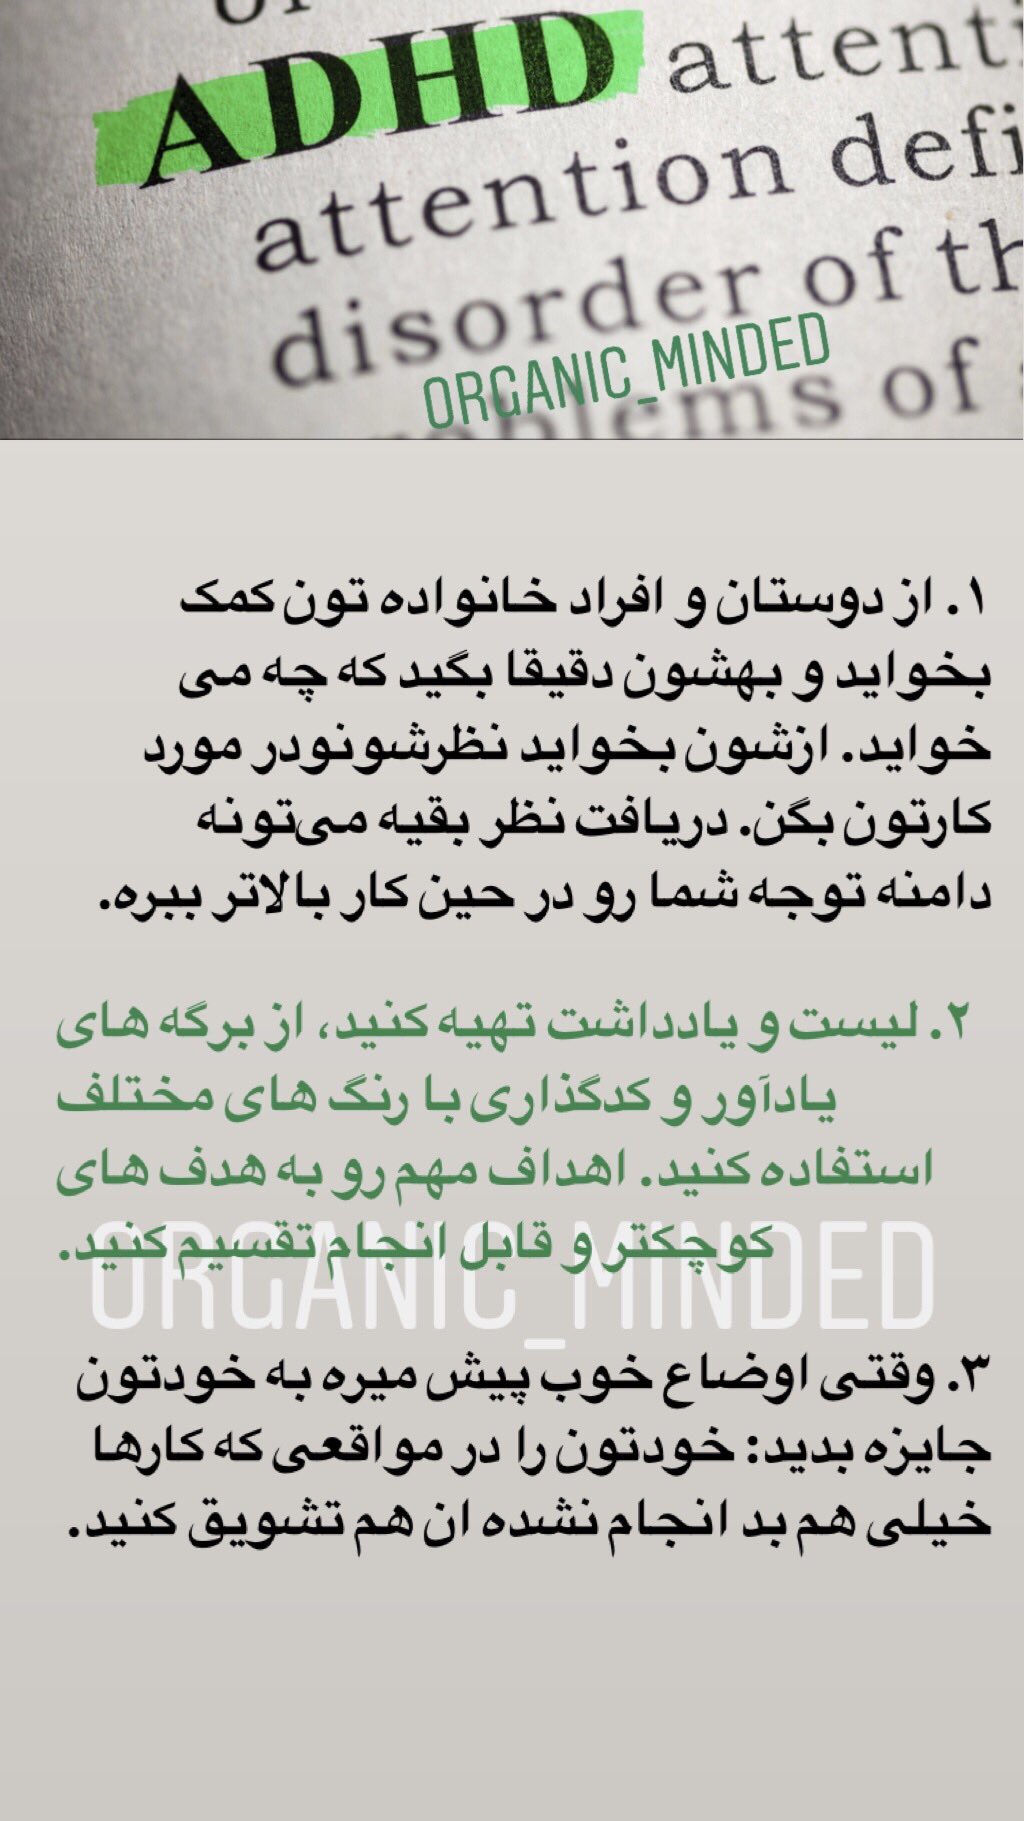 of
ADHD attenti
attention defi
disorder of th
ORGANIC_MINDED
problems of a
۱. از دوستان و افراد خانواده تون کمک
بخواید و بهشون دقیقا بگید که چه می
خواید. ازشون بخواید نظرشونودر مورد
کارتون بگن. دریافت نظر بقیه می‌تونه
دامنه توجه شما رو در حین کار بالاتر ببره.
۲. لیست و یادداشت تهیه کنید، از برگه های
یادآور و کدگذاری با رنگ های مختلف
استفاده کنید. اهداف مهم رو به هدف های
کوچکتر و قابل انجام تقسیم کنید.
ORGANIC_MINDED
۳. وقتی اوضاع خوب پیش میره به خودتون
جایزه بدید: خودتون را در مواقعی که کارها
خیلی هم بد انجام نشده ان هم تشویق کنید.